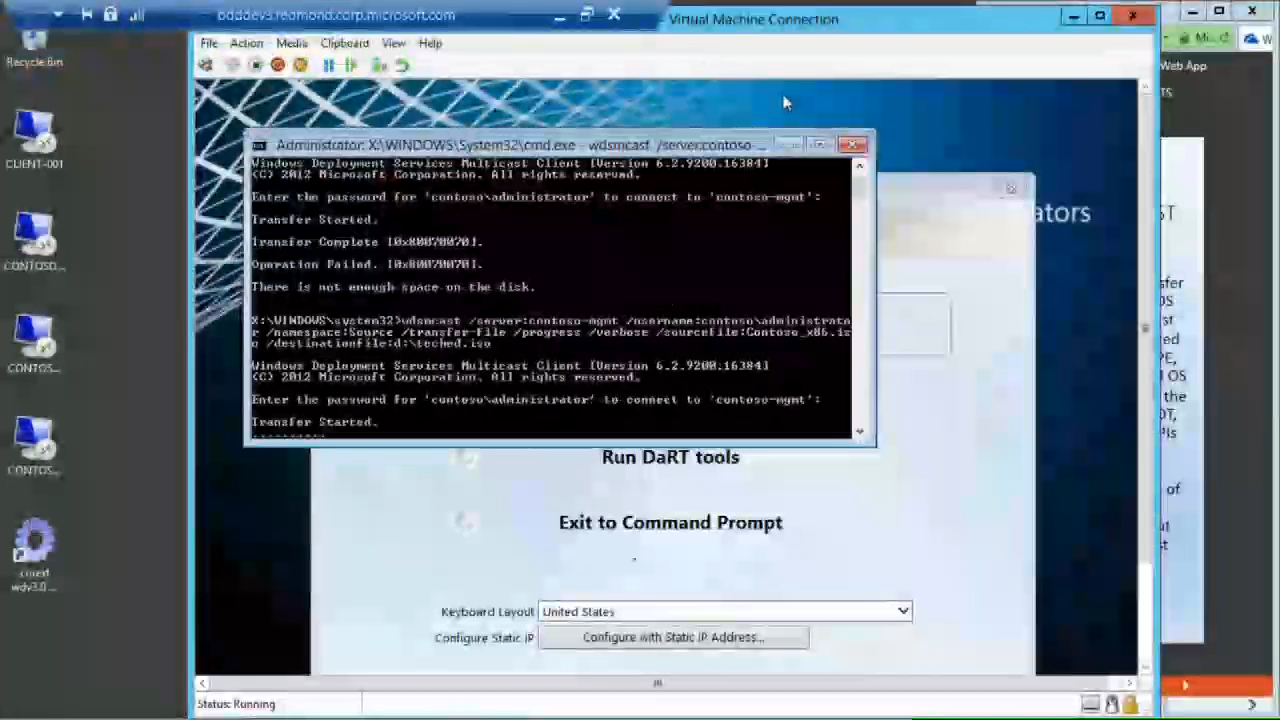 bdddev3.redmond.corp.microsoft.com
Virtual Machine Connection
File Action Media Clipboard View Help
Recycle Bin
CLIENT-001
CONTOSO...
CONTOS...
CONTOS...
Web App
Administrator: X:\WINDOWS\System32\cmd.exe - wdsmcast /server:contoso-...
Windows Deployment Services Multicast Client [Version 6.2.9200.16384]
(C) 2012 Microsoft Corporation. All rights reserved.
Enter the password for 'contoso\administrator' to connect to 'contoso-mgmt':
Transfer Started.
Transfer Complete [0x80070070].
Operation Failed. [0x80070070].
There is not enough space on the disk.
X:\WINDOWS\system32>wdsmcast /server:contoso-mgmt /username:contoso\administrato
r /namespace:Source /transfer-file /progress /verbose /sourcefile:Contoso_x86.is
o /destinationfile:d:\teched.iso
Windows Deployment Services Multicast Client [Version 6.2.9200.16384]
(C) 2012 Microsoft Corporation. All rights reserved.
Enter the password for 'contoso\administrator' to connect to 'contoso-mgmt':
Transfer Started.
ators
Run DaRT tools
Exit to Command Prompt
Keyboard Layout United States
Configure Static IP Configure with Static IP Address...
Status: Running